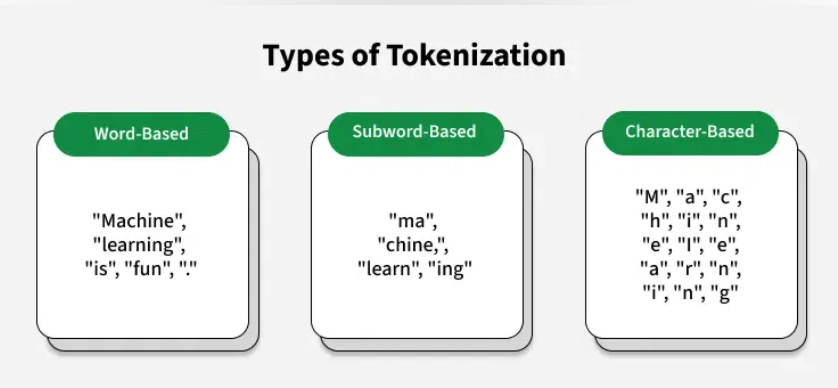 Types of Tokenization
Word-Based
"Machine",
"learning",
"is", "fun", "."
Subword-Based
"ma",
"chine,",
"learn", "ing"
Character-Based
"M", "a", "c",
"h", "i", "n",
"e", "l", "e",
"a", "r", "n",
"i", "n", "g"